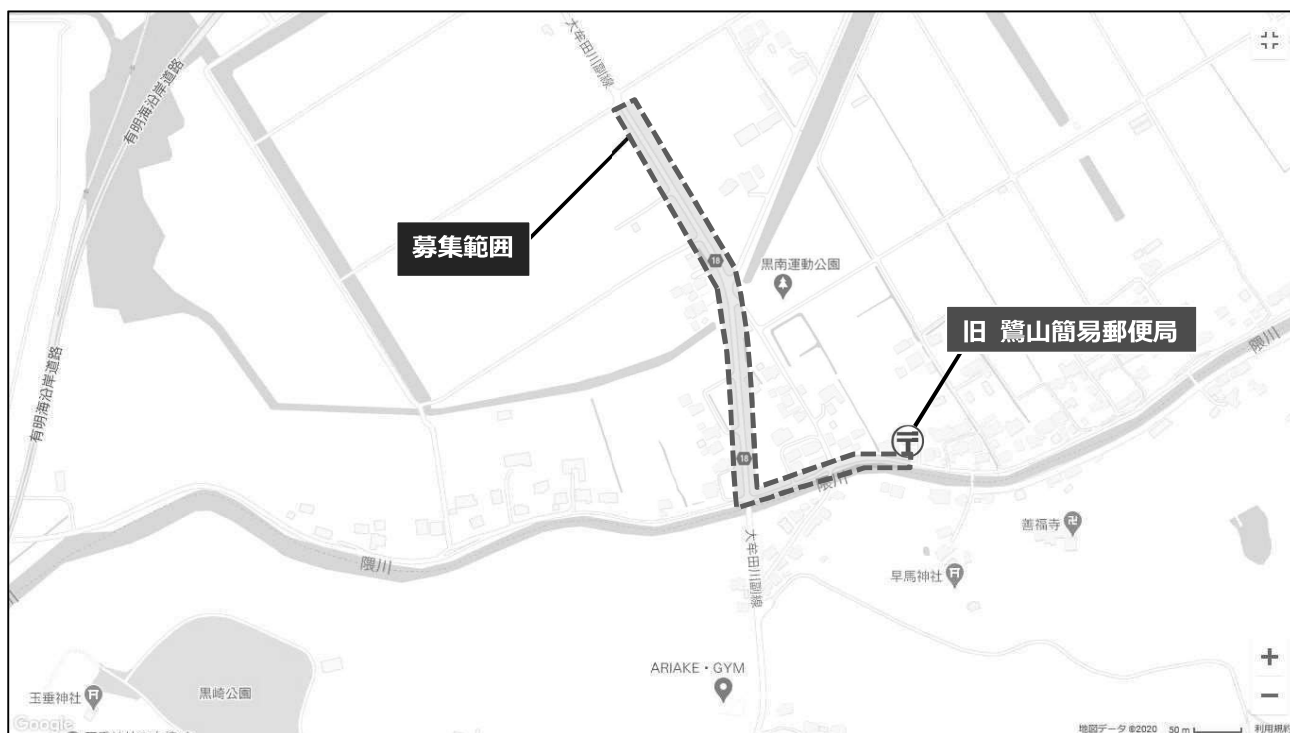 大牟田川副線
有明海沿岸道路
募集範囲
18
黒南運動公園
旧 鷺山簡易郵便局
隈川
有明海沿岸道路
18
隈川
善福寺
大牟田川副線
早馬神社
隈川
ARIAKE・GYM
玉垂神社
黒崎公園
Google
地図データ ©2020 50 m 利用規約